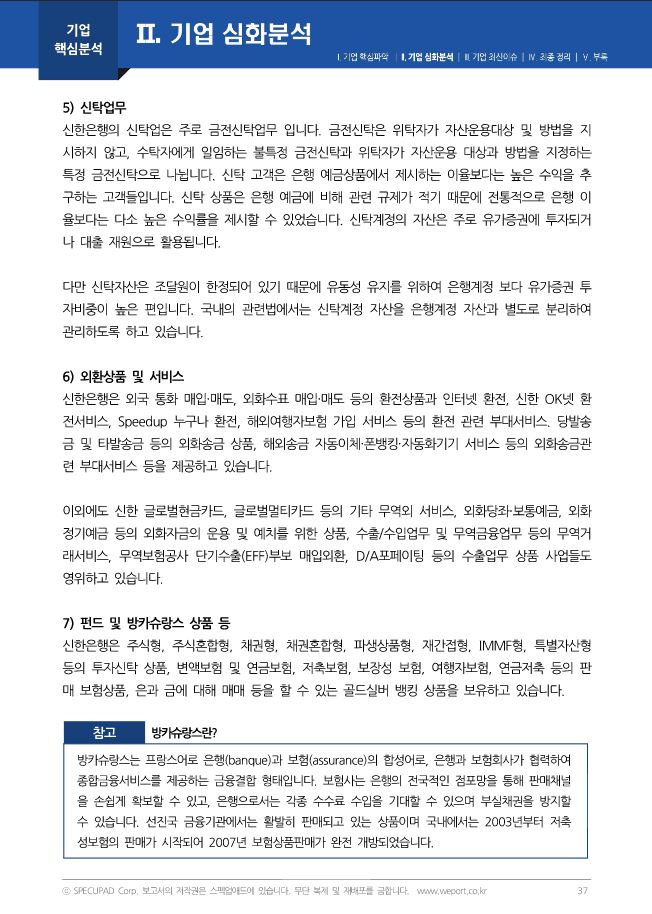 기업
핵심분석
Ⅱ. 기업 심화분석
Ⅰ. 기업 핵심파악 | Ⅱ. 기업 심화분석 | Ⅲ. 기업 최신이슈 | Ⅳ. 최종 정리 | Ⅴ. 부록
5) 신탁업무
신한은행의 신탁업은 주로 금전신탁업무 입니다. 금전신탁은 위탁자가 자산운용대상 및 방법을 지
시하지 않고, 수탁자에게 일임하는 불특정 금전신탁과 위탁자가 자산운용 대상과 방법을 지정하는
특정 금전신탁으로 나뉩니다. 신탁 고객은 은행 예금상품에서 제시하는 이율보다는 높은 수익을 추
구하는 고객들입니다. 신탁 상품은 은행 예금에 비해 관련 규제가 적기 때문에 전통적으로 은행 이
율보다는 다소 높은 수익률을 제시할 수 있었습니다. 신탁계정의 자산은 주로 유가증권에 투자되거
나 대출 재원으로 활용됩니다.
다만 신탁자산은 조달원이 한정되어 있기 때문에 유동성 유지를 위하여 은행계정 보다 유가증권 투
자비중이 높은 편입니다. 국내의 관련법에서는 신탁계정 자산을 은행계정 자산과 별도로 분리하여
관리하도록 하고 있습니다.
6) 외환상품 및 서비스
신한은행은 외국 통화 매입·매도, 외화수표 매입·매도 등의 환전상품과 인터넷 환전, 신한 OK넷 환
전서비스, Speedup 누구나 환전, 해외여행자보험 가입 서비스 등의 환전 관련 부대서비스. 당발송
금 및 타발송금 등의 외화송금 상품, 해외송금 자동이체·폰뱅킹·자동화기기 서비스 등의 외화송금관
련 부대서비스 등을 제공하고 있습니다.
이외에도 신한 글로벌현금카드, 글로벌멀티카드 등의 기타 무역외 서비스, 외화당좌·보통예금, 외화
정기예금 등의 외화자금의 운용 및 예치를 위한 상품, 수출/수입업무 및 무역금융업무 등의 무역거
래서비스, 무역보험공사 단기수출(EFF)부보 매입외환, D/A포페이팅 등의 수출업무 상품 사업들도
영위하고 있습니다.
7) 펀드 및 방카슈랑스 상품 등
신한은행은 주식형, 주식혼합형, 채권형, 채권혼합형, 파생상품형, 재간접형, IMMF형, 특별자산형
등의 투자신탁 상품, 변액보험 및 연금보험, 저축보험, 보장성 보험, 여행자보험, 연금저축 등의 판
매 보험상품, 은과 금에 대해 매매 등을 할 수 있는 골드실버 뱅킹 상품을 보유하고 있습니다.
참고 방카슈랑스란?
방카슈랑스는 프랑스어로 은행(banque)과 보험(assurance)의 합성어로, 은행과 보험회사가 협력하여
종합금융서비스를 제공하는 금융결합 형태입니다. 보험사는 은행의 전국적인 점포망을 통해 판매채널
을 손쉽게 확보할 수 있고, 은행으로서는 각종 수수료 수입을 기대할 수 있으며 부실채권을 방지할
수 있습니다. 선진국 금융기관에서는 활발히 판매되고 있는 상품이며 국내에서는 2003년부터 저축
성보험의 판매가 시작되어 2007년 보험상품판매가 완전 개방되었습니다.
ⓒ SPECUPAD Corp. 보고서의 저작권은 스펙업애드에 있습니다. 무단 복제 및 재배포를 금합니다. www.weport.co.kr 37